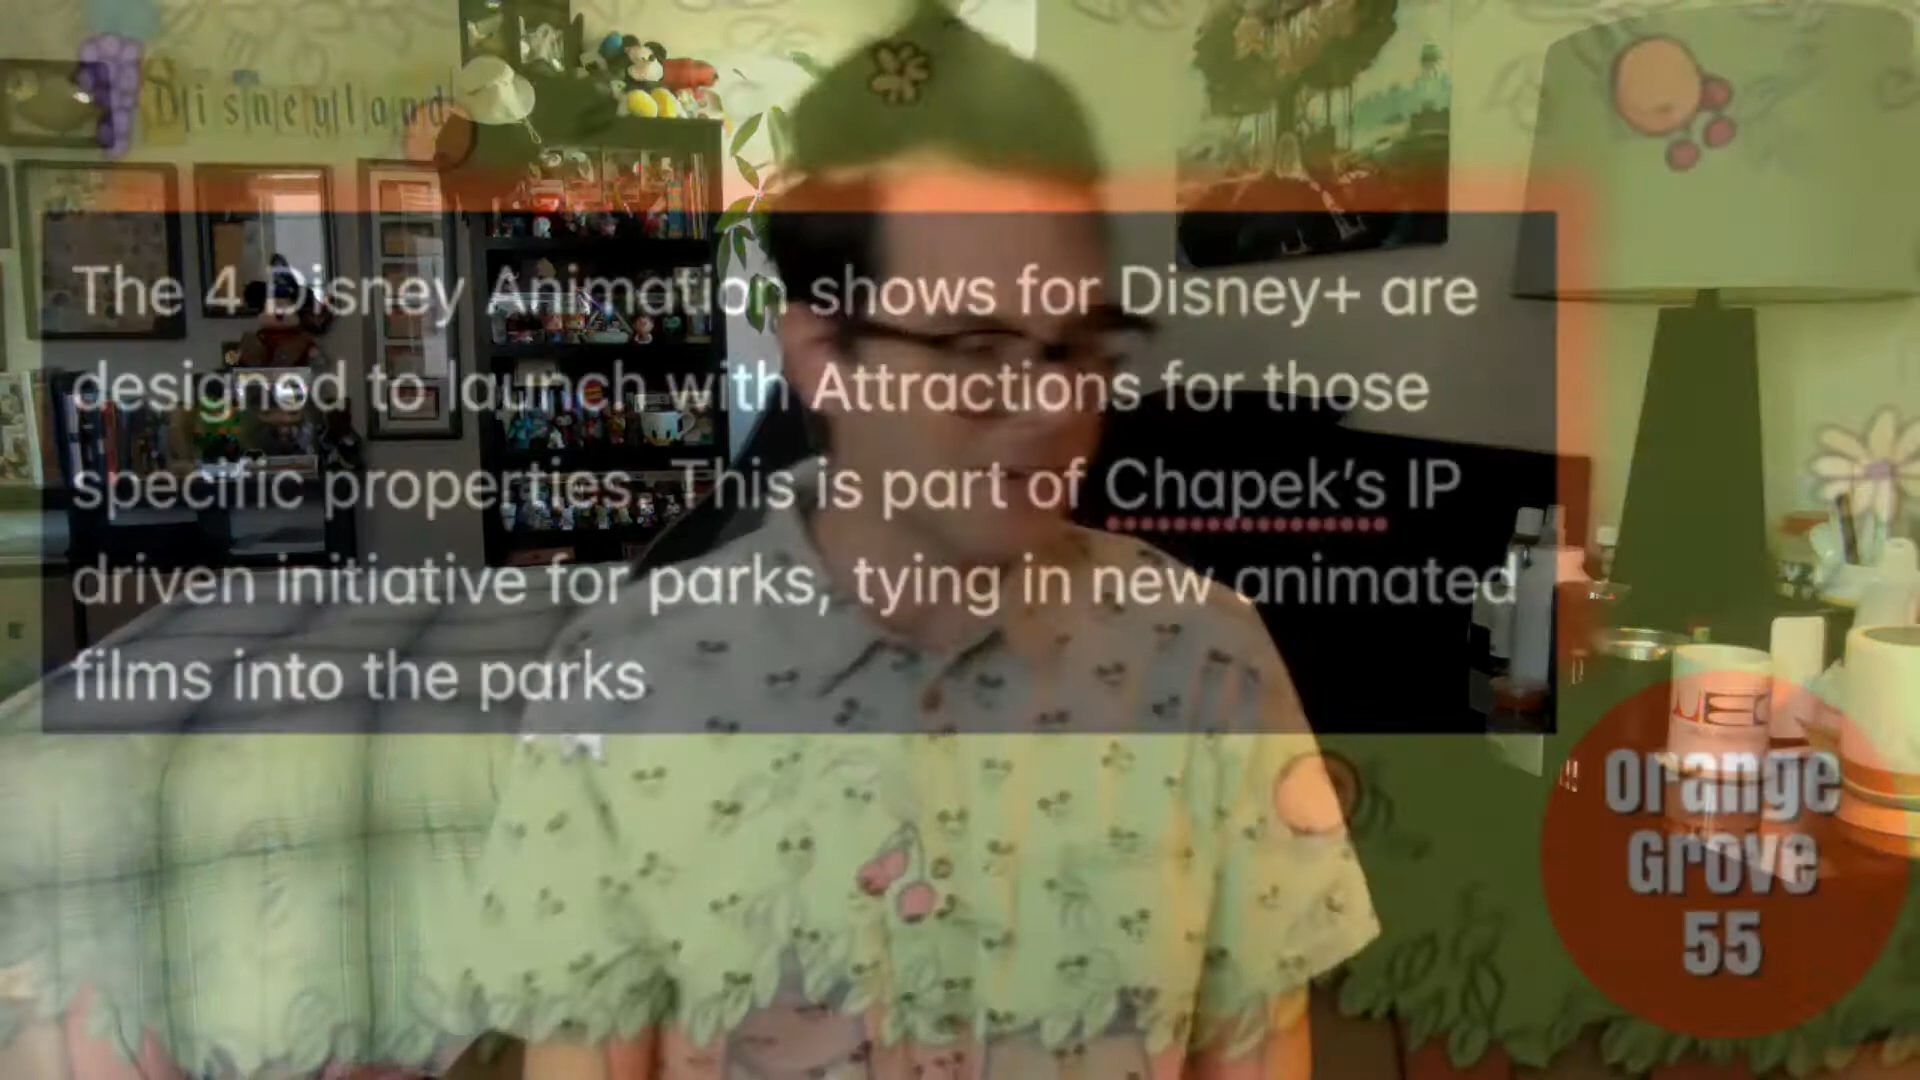 Disneyland
The 4 Disney Animation shows for Disney+ are
designed to launch with Attractions for those
specific properties. This is part of Chapek's IP
driven initiative for parks, tying in new animated
films into the parks
Orange
Grove
55